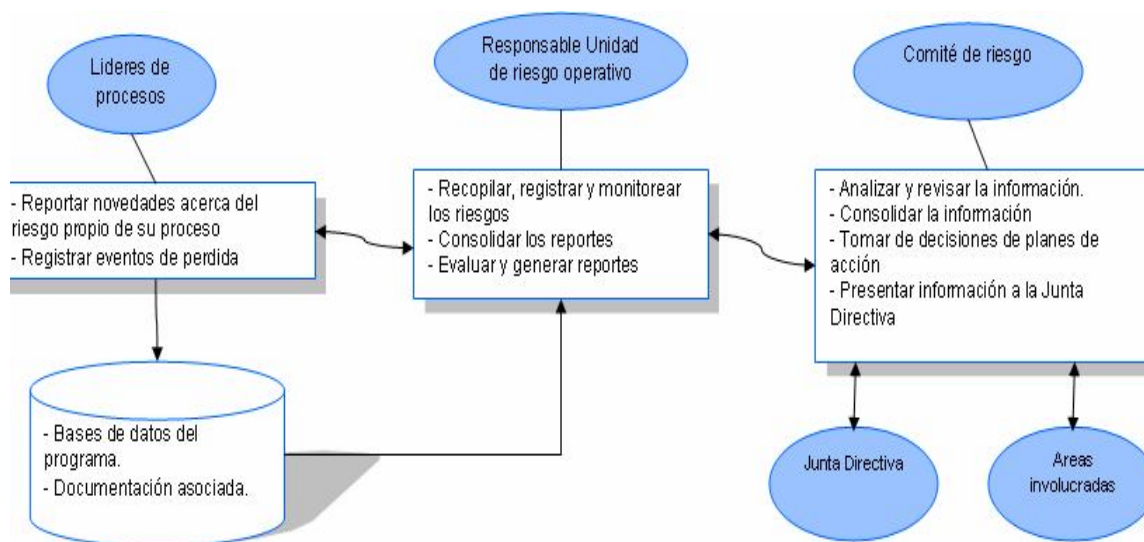 Lideres de
procesos
Responsable Unidad
de riesgo operativo
Comité de riesgo
- Reportar novedades acerca del
riesgo propio de su proceso
- Registrar eventos de perdida
- Recopilar, registrar y monitorear
los riesgos
- Consolidar los reportes
- Evaluar y generar reportes
- Analizar y revisar la información.
- Consolidar la información
- Tomar de decisiones de planes de
acción
- Presentar información a la Junta
Directiva
- Bases de datos del
programa.
- Documentación asociada.
Junta Directiva
Areas
involucradas